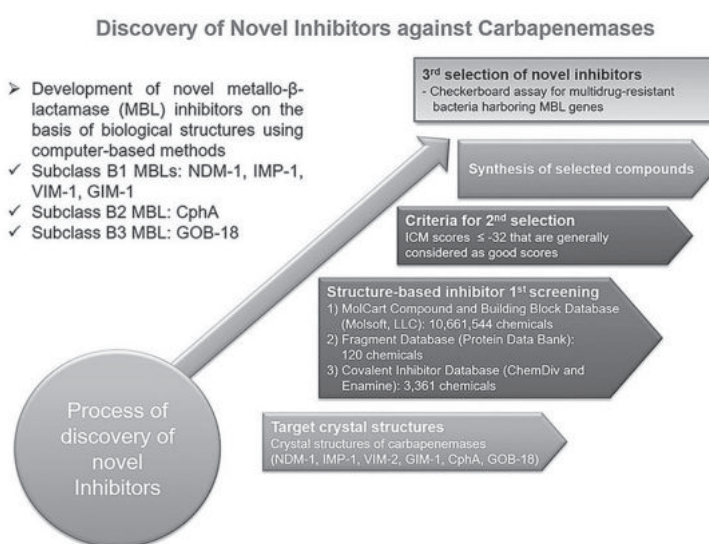 Discovery of Novel Inhibitors against Carbapenemases
➤ Development of novel metallo-β-
lactamase (MBL) inhibitors on the
basis of biological structures using
computer-based methods
✓ Subclass B1 MBLs: NDM-1, IMP-1,
VIM-1, GIM-1
✓ Subclass B2 MBL: CphA
✓ Subclass B3 MBL: GOB-18
3rd selection of novel inhibitors
- Checkerboard assay for multidrug-resistant
bacteria harboring MBL genes
Synthesis of selected compounds
Criteria for 2nd selection
ICM scores ≤ -32 that are generally
considered as good scores
Structure-based inhibitor 1st screening
1) MolCart Compound and Building Block Database
(Molsoft, LLC): 10,661,544 chemicals
2) Fragment Database (Protein Data Bank):
120 chemicals
3) Covalent Inhibitor Database (ChemDiv and
Enamine): 3,361 chemicals
Target crystal structures
Crystal structures of carbapenemases
(NDM-1, IMP-1, VIM-2, GIM-1, CphA, GOB-18)
Process of
discovery of
novel
Inhibitors